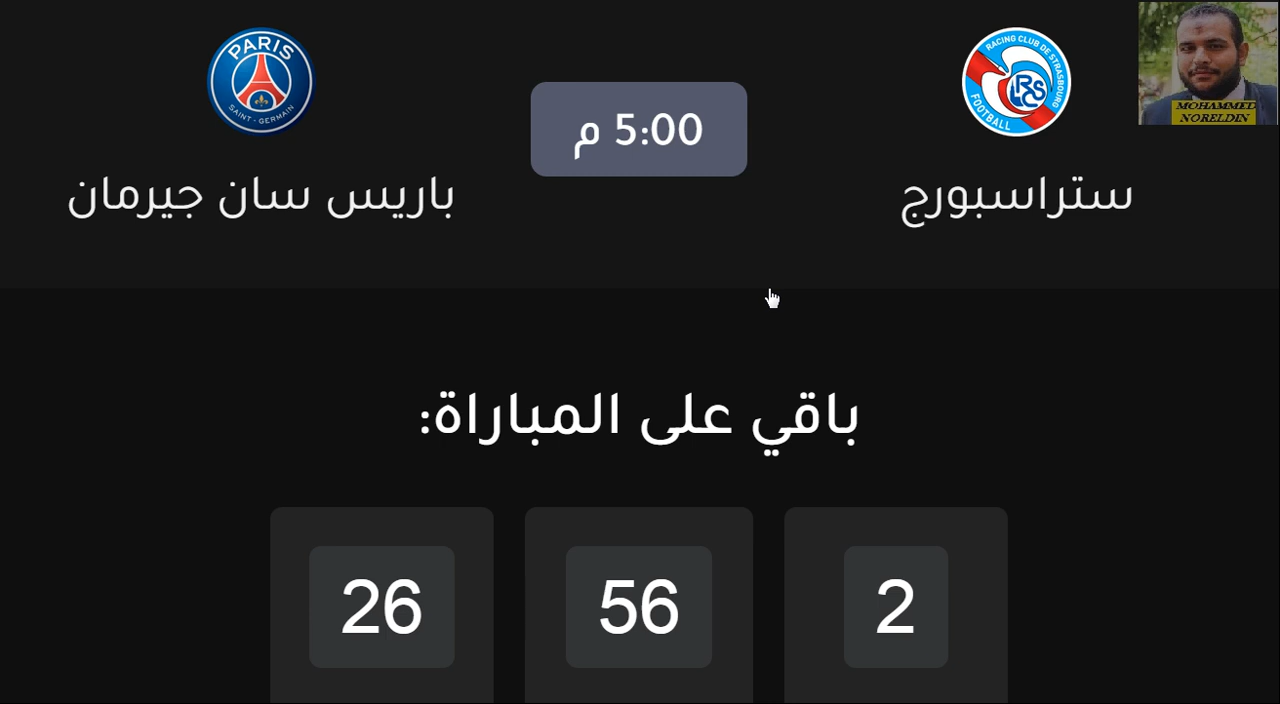 PARIS
SAINT - GERMAIN
RACING CLUB DE STRASBOURG
RCS
FOOTBALL
MOHAMMED
NORELDIN
5:00 م
ستراسبورج
باريس سان جيرمان
باقي على المباراة:
2
56
26